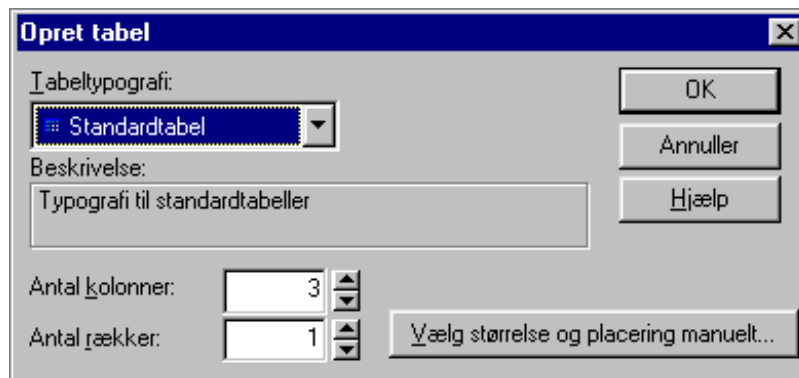 Opret tabel
Tabeltypografi:
Standardtabel
OK
Annuller
Beskrivelse:
Typografi til standardtabeller
Hjælp
Antal kolonner: 3
Antal rækker: 1
Vælg størrelse og placering manuelt...